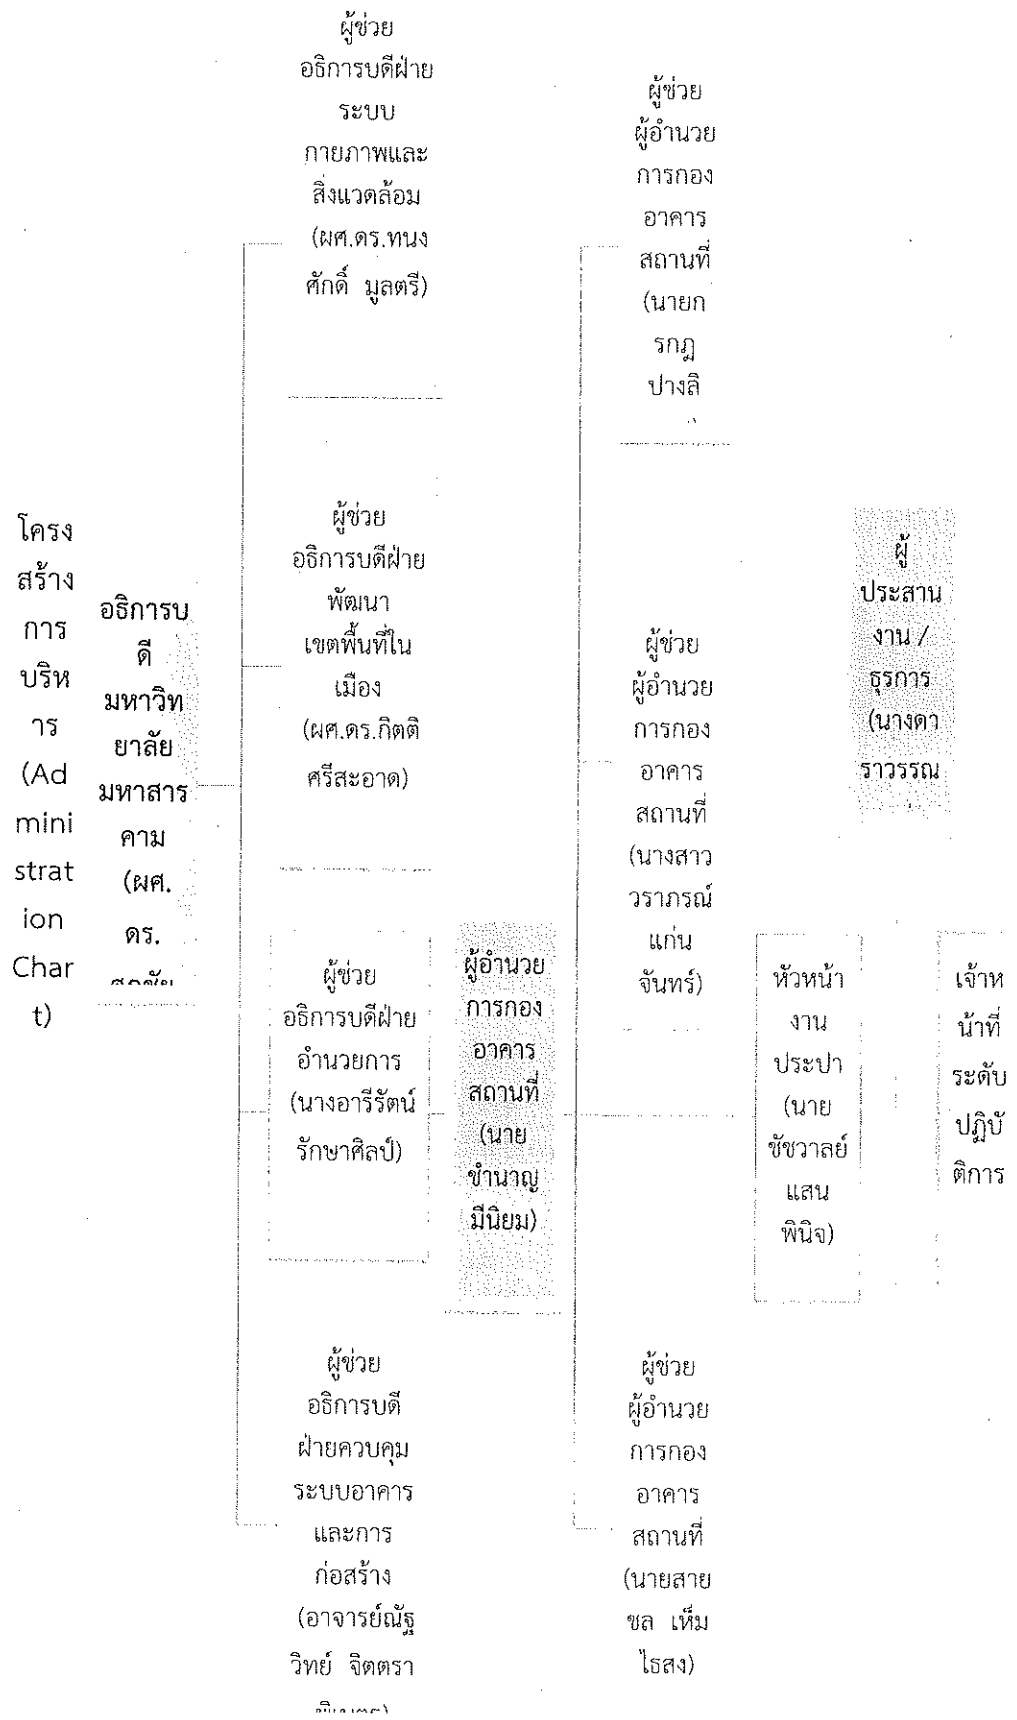 โครง
สร้าง
การ
บริห
าร
(Ad
mini
strat
ion
Char
t)
อธิการบ
ดี
มหาวิท
ยาลัย
มหาสาร
คาม
(ผศ.
ดร.
ผู้ช่วย
อธิการบดีฝ่าย
ระบบ
กายภาพและ
สิ่งแวดล้อม
(ผศ.ดร.ทนง
ศักดิ์ มูลตรี)
ผู้ช่วย
อธิการบดีฝ่าย
พัฒนา
เขตพื้นที่ใน
เมือง
(ผศ.ดร.กิตติ
ศรีสะอาด)
ผู้ช่วย
อธิการบดีฝ่าย
อำนวยการ
(นางอารีรัตน์
รักษาศิลป์)
ผู้ช่วย
อธิการบดี
ฝ่ายควบคุม
ระบบอาคาร
และการ
ก่อสร้าง
(อาจารย์ณัฐ
วิทย์ จิตตรา
ผู้อำนวย
การกอง
อาคาร
สถานที่
(นาย
ชำนาญ
มีนิยม)
ผู้ช่วย
ผู้อำนวย
การกอง
อาคาร
สถานที่
(นายก
รกฎ
ปางลิ
ผู้ช่วย
ผู้อำนวย
การกอง
อาคาร
สถานที่
(นางสาว
วราภรณ์
แก่น
จันทร์)
ผู้ช่วย
ผู้อำนวย
การกอง
อาคาร
สถานที่
(นายสาย
ชล เห็ม
ไธสง)
ผู้
ประสาน
งาน /
ธุรการ
(นางดา
ราวรรณ
หัวหน้า
งาน
ประปา
(นาย
ชัชวาลย์
แสน
พินิจ)
เจ้าห
น้าที่
ระดับ
ปฏิบั
ติการ